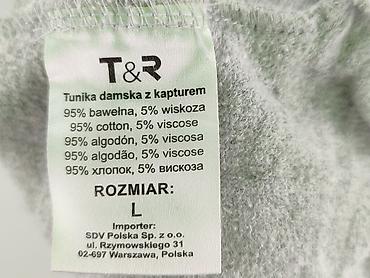 T&R
Tunika damska z kapturem
95% bawełna, 5% wiskoza
95% cotton, 5% viscose
95% algodón, 5% viscosa
95% algodão, 5% viscose
95% хлопок, 5% вискоза
ROZMIAR:
L
Importer:
SDV Polska Sp. z o.o.
ul. Rzymowskiego 31
02-697 Warszawa, Polska